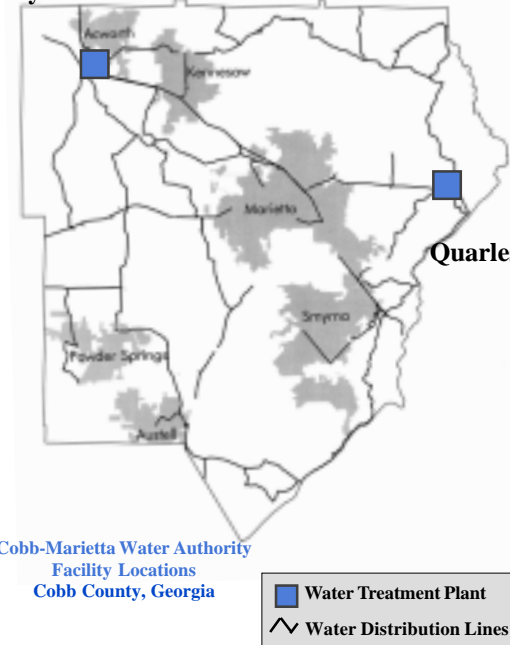 Acworth
Kennesaw
Marietta
Quarle
Smyrna
Powder Springs
Austell
Cobb-Marietta Water Authority
Facility Locations
Cobb County, Georgia
Water Treatment Plant
Water Distribution Lines